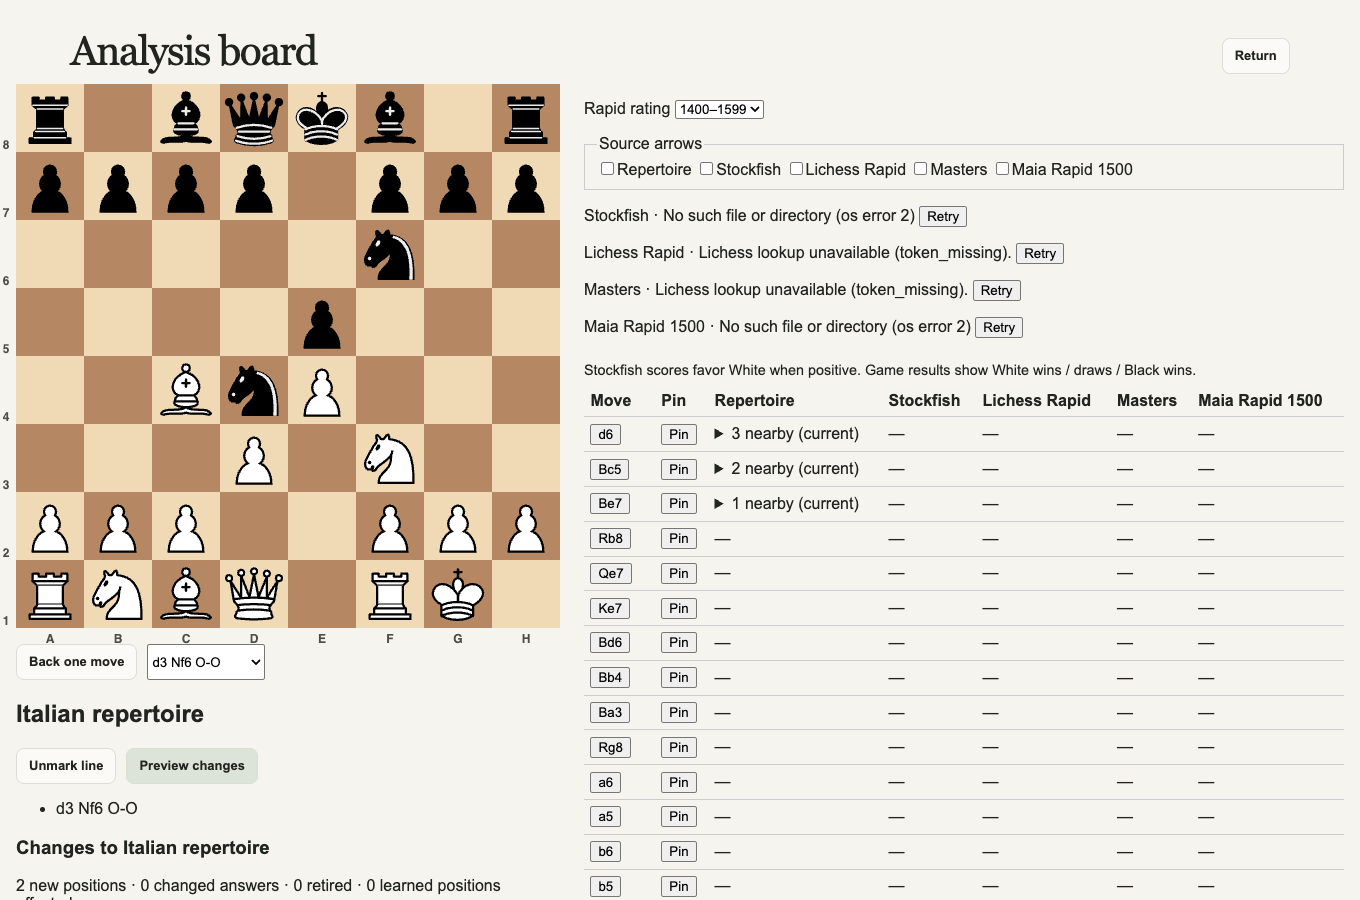 Analysis board
Return
8
7
6
5
4
3
2
1
A B C D E F G H
Back one move
d3 Nf6 O-O
Italian repertoire
Unmark line
Preview changes
• d3 Nf6 O-O
Changes to Italian repertoire
2 new positions · 0 changed answers · 0 retired · 0 learned positions
Rapid rating 1400–1599
Source arrows
Repertoire Stockfish Lichess Rapid Masters Maia Rapid 1500
Stockfish · No such file or directory (os error 2) Retry
Lichess Rapid · Lichess lookup unavailable (token_missing). Retry
Masters · Lichess lookup unavailable (token_missing). Retry
Maia Rapid 1500 · No such file or directory (os error 2) Retry
Stockfish scores favor White when positive. Game results show White wins / draws / Black wins.
Move Pin Repertoire Stockfish Lichess Rapid Masters Maia Rapid 1500
d6 Pin ▶ 3 nearby (current) — — — —
Bc5 Pin ▶ 2 nearby (current) — — — —
Be7 Pin ▶ 1 nearby (current) — — — —
Rb8 Pin — — — — —
Qe7 Pin — — — — —
Ke7 Pin — — — — —
Bd6 Pin — — — — —
Bb4 Pin — — — — —
Ba3 Pin — — — — —
Rg8 Pin — — — — —
a6 Pin — — — — —
a5 Pin — — — — —
b6 Pin — — — — —
b5 Pin — — — — —